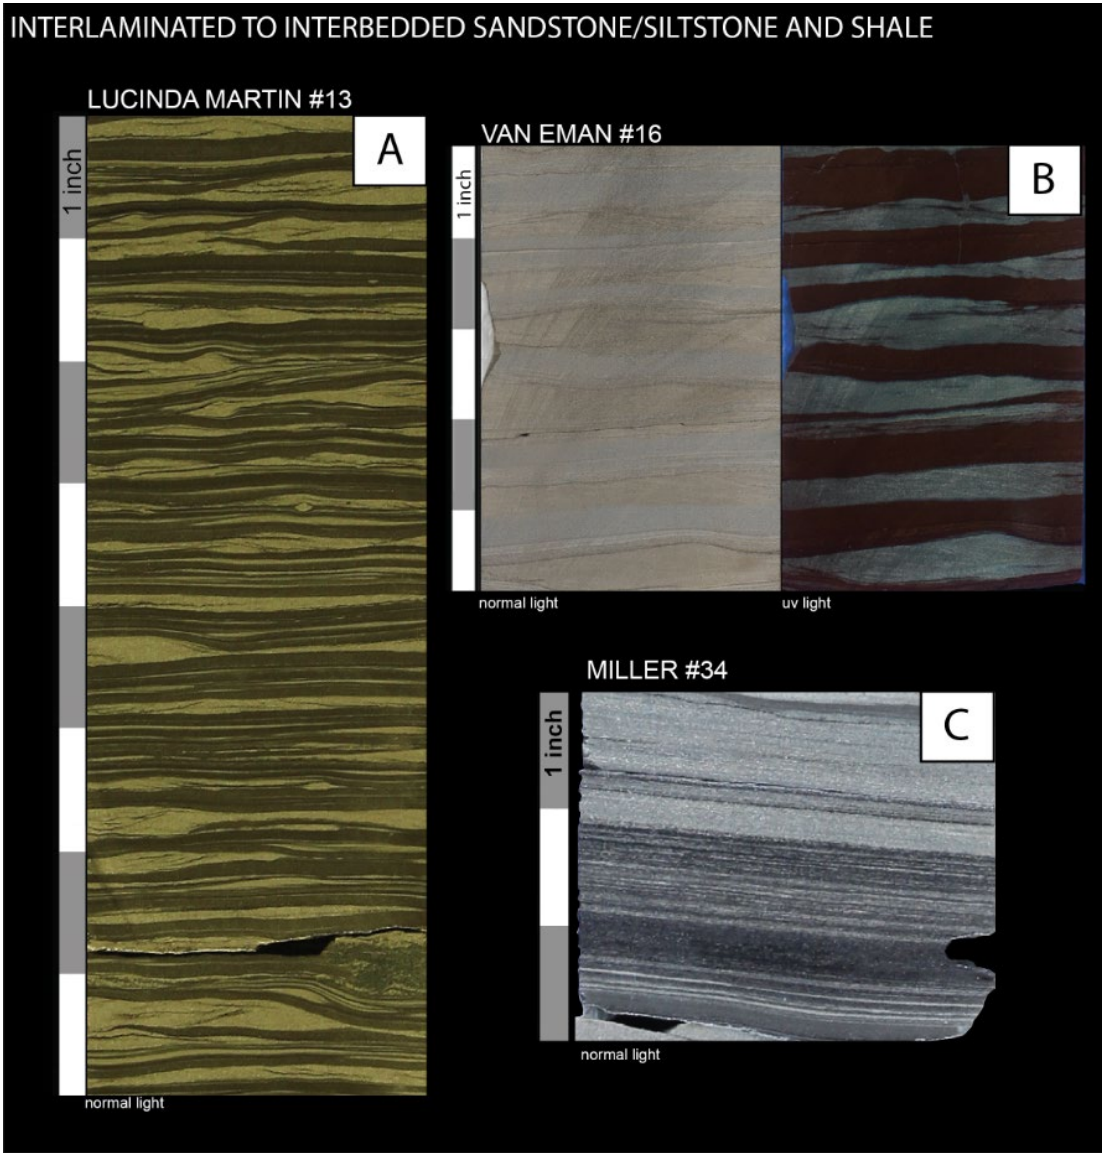 INTERLAMINATED TO INTERBEDDED SANDSTONE/SILTSTONE AND SHALE
LUCINDA MARTIN #13
A
1 inch
normal light
VAN EMAN #16
B
1 inch
normal light
uv light
MILLER #34
C
1 inch
normal light